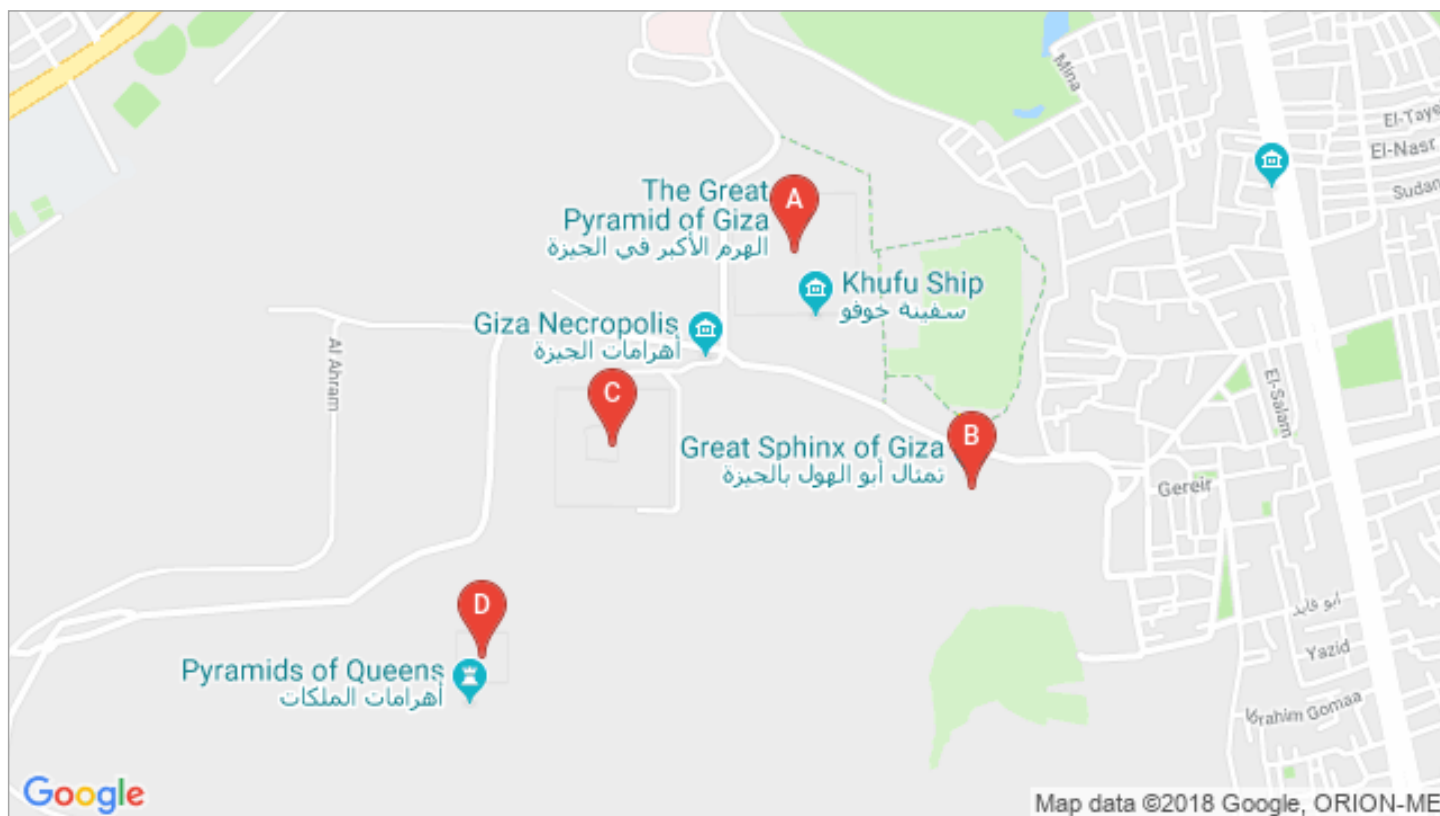 Mina
El-Taye
El-Nasr
Sudan
The Great
Pyramid of Giza
الهرم الأكبر في الجيزة
A
Khufu Ship
سفينة خوفو
Giza Necropolis
أهرامات الجيزة
Al Ahram
C
El-Salam
B
Great Sphinx of Giza
تمثال أبو الهول بالجيزة
Gereir
D
ابو فايد
Yazid
Pyramids of Queens
أهرامات الملكات
Ibrahim Gomaa
Google
Map data ©2018 Google, ORION-ME